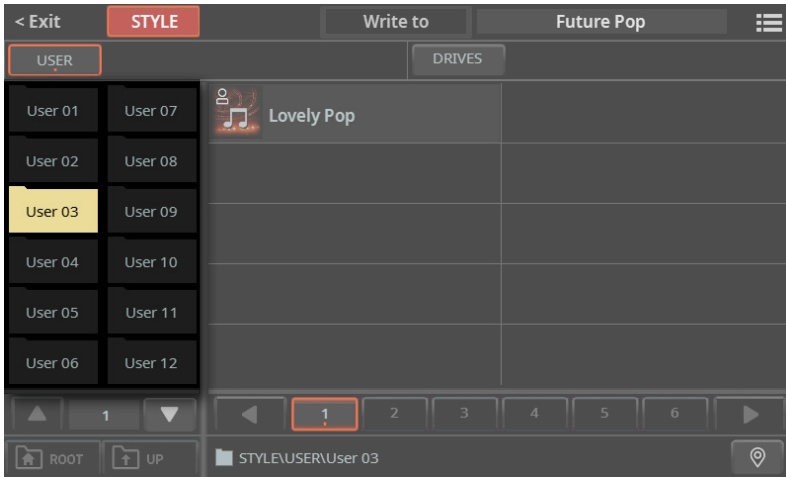 < Exit STYLE Write to Future Pop
USER DRIVES
User 01 User 07 Lovely Pop
User 02 User 08
User 03 User 09
User 04 User 10
User 05 User 11
User 06 User 12
1 1 2 3 4 5 6
ROOT UP STYLE\USER\User 03